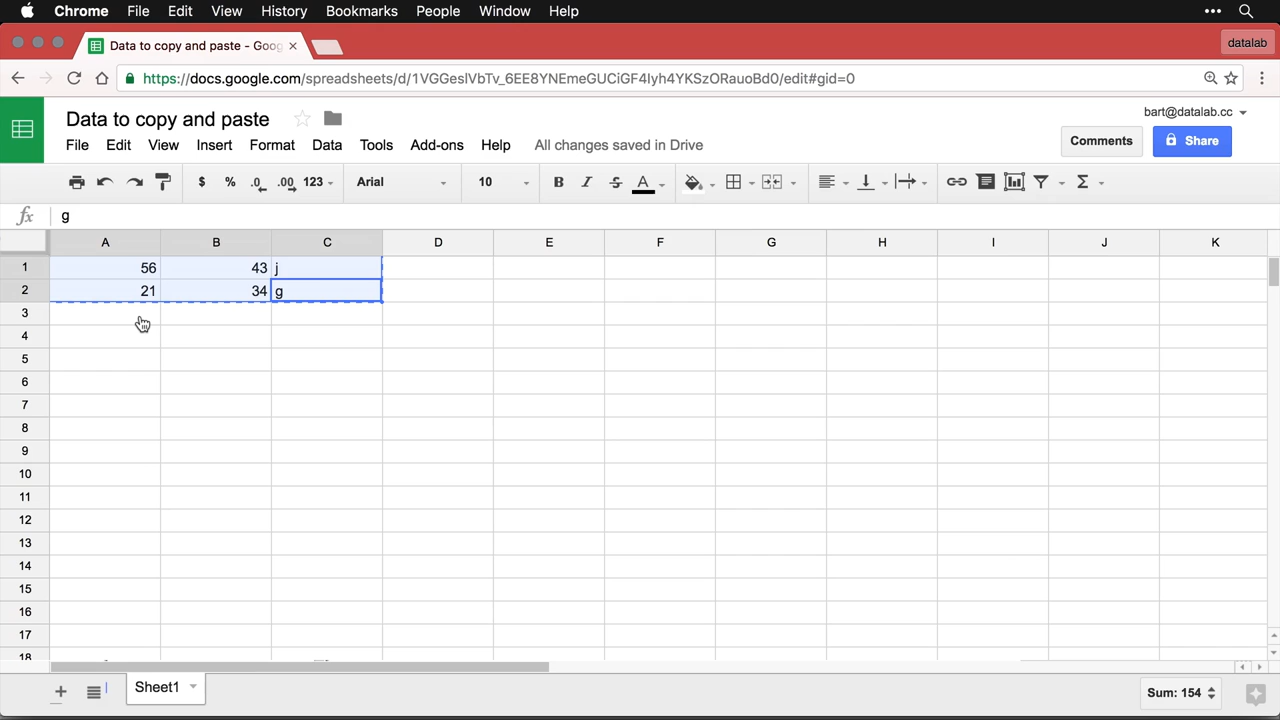 Chrome File Edit View History Bookmarks People Window Help
Data to copy and paste - Goog
datalab
https://docs.google.com/spreadsheets/d/1VGGeslVbTv_6EE8YNEmeGUCiGF4Iyh4YKSzORauoBd0/edit#gid=0
Data to copy and paste
bart@datalab.cc
File Edit View Insert Format Data Tools Add-ons Help All changes saved in Drive
Comments Share
$ % .0 .00 123 Arial 10 B I S A Σ
fx g
A B C D E F G H I J K
1 56 43 j
2 21 34 g
3
4
5
6
7
8
9
10
11
12
13
14
15
16
17
18
Sheet1
Sum: 154